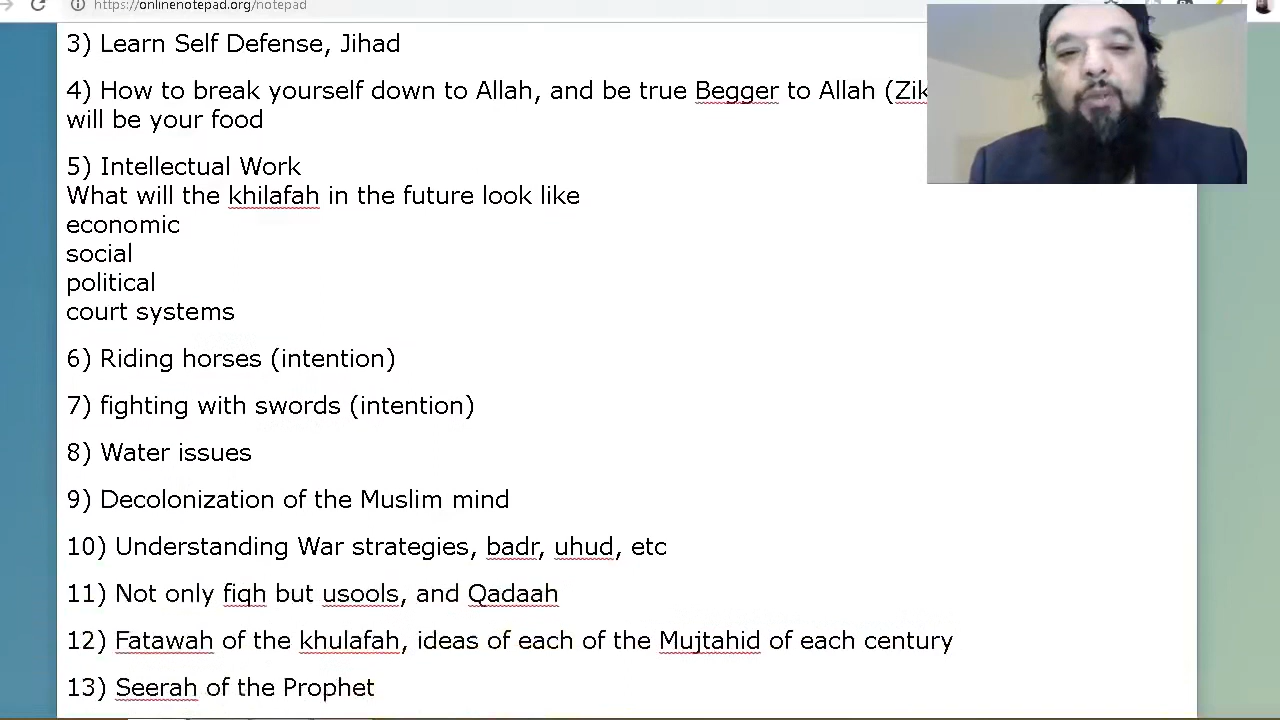 https://onlinenotepad.org/notepad
3) Learn Self Defense, Jihad
4) How to break yourself down to Allah, and be true Begger to Allah (Zik
will be your food
5) Intellectual Work
What will the khilafah in the future look like
economic
social
political
court systems
6) Riding horses (intention)
7) fighting with swords (intention)
8) Water issues
9) Decolonization of the Muslim mind
10) Understanding War strategies, badr, uhud, etc
11) Not only fiqh but usools, and Qadaah
12) Fatawah of the khulafah, ideas of each of the Mujtahid of each century
13) Seerah of the Prophet